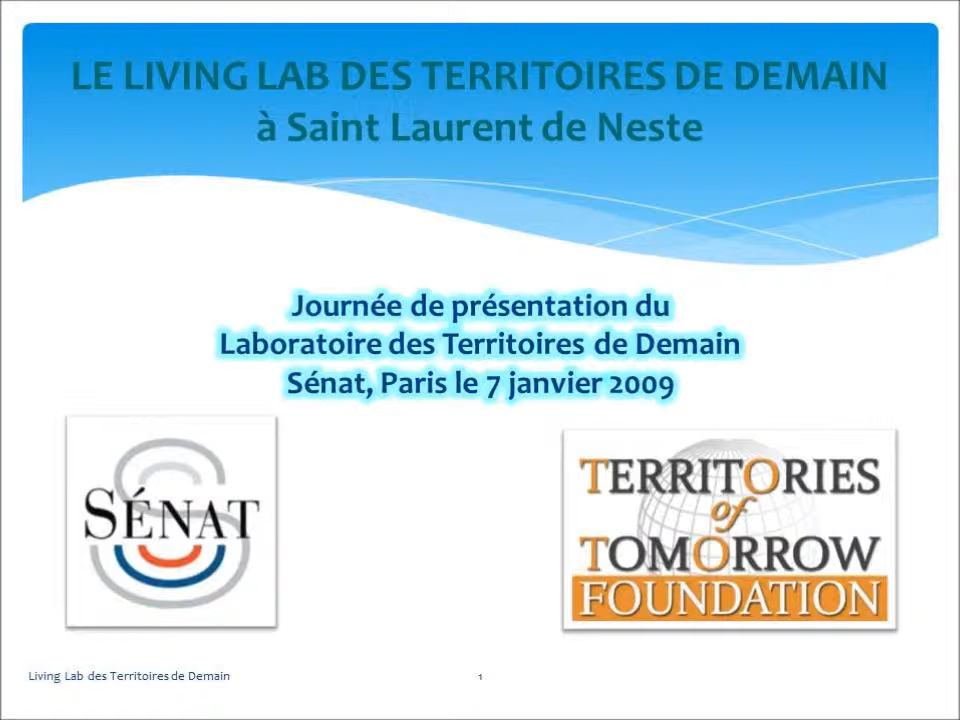 LE LIVING LAB DES TERRITOIRES DE DEMAIN
à Saint Laurent de Neste
Journée de présentation du
Laboratoire des Territoires de Demain
Sénat, Paris le 7 janvier 2009
SÉNAT
TERRITORIES
of
TOMORROW
FOUNDATION
Living Lab des Territoires de Demain
1